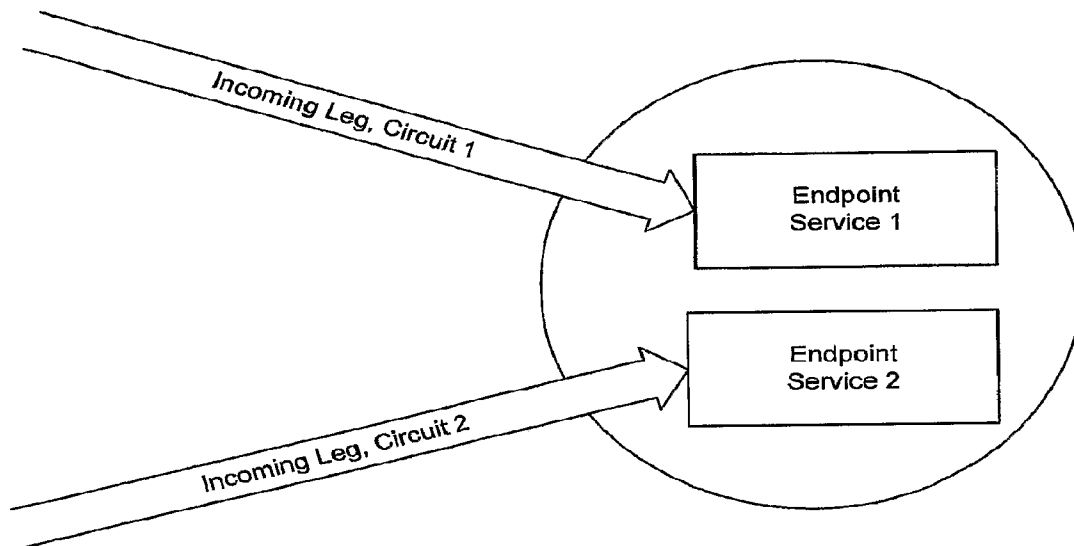 Incoming Leg, Circuit 1
Endpoint
Service 1
Endpoint
Service 2
Incoming Leg, Circuit 2